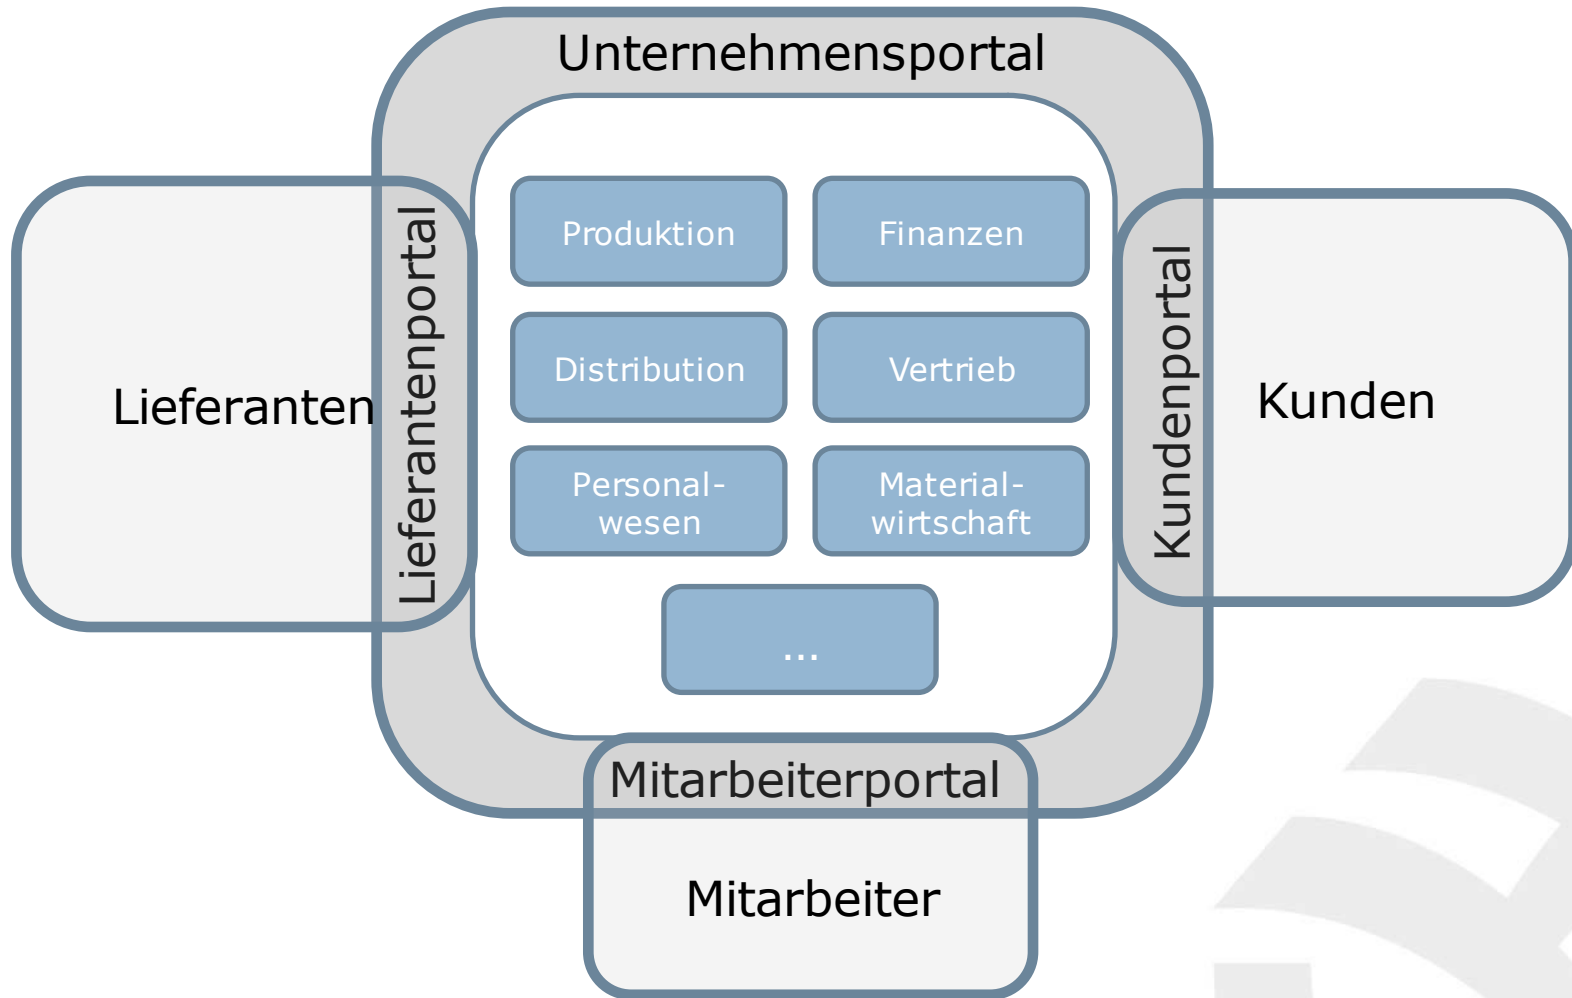 Unternehmensportal
Lieferanten
Lieferantenportal
Produktion
Finanzen
Distribution
Vertrieb
Personal-
wesen
Material-
wirtschaft
...
Kundenportal
Kunden
Mitarbeiterportal
Mitarbeiter